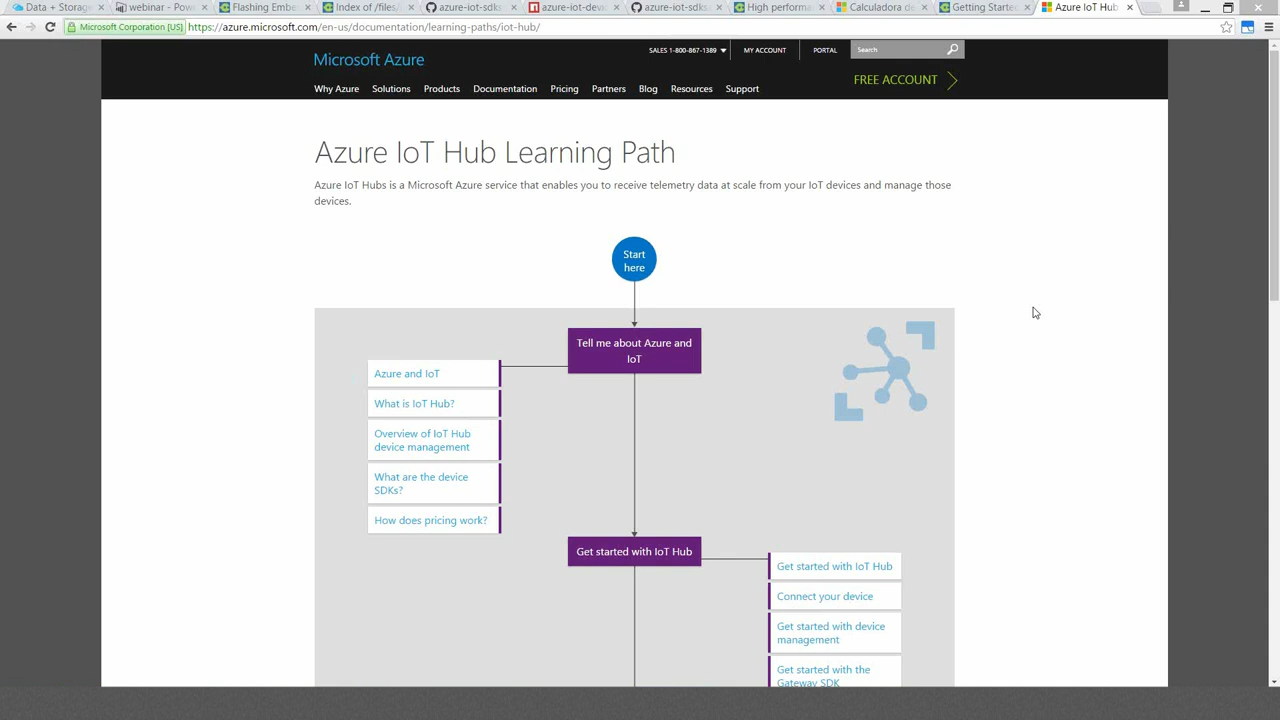 Data + Storage
webinar - Pow
Flashing Embe
Index of /files/
azure-iot-sdks
azure-iot-devi
azure-iot-sdks
High performa
Calculadora de
Getting Starte
Azure IoT Hub
Microsoft Corporation [US]
https://azure.microsoft.com/en-us/documentation/learning-paths/iot-hub/
Microsoft Azure
SALES 1-800-867-1389
MY ACCOUNT
PORTAL
Search
FREE ACCOUNT
Why Azure
Solutions
Products
Documentation
Pricing
Partners
Blog
Resources
Support
Azure IoT Hub Learning Path
Azure IoT Hubs is a Microsoft Azure service that enables you to receive telemetry data at scale from your IoT devices and manage those
devices.
Start
here
Tell me about Azure and
IoT
Azure and IoT
What is IoT Hub?
Overview of IoT Hub
device management
What are the device
SDKs?
How does pricing work?
Get started with IoT Hub
Get started with IoT Hub
Connect your device
Get started with device
management
Get started with the
Gateway SDK